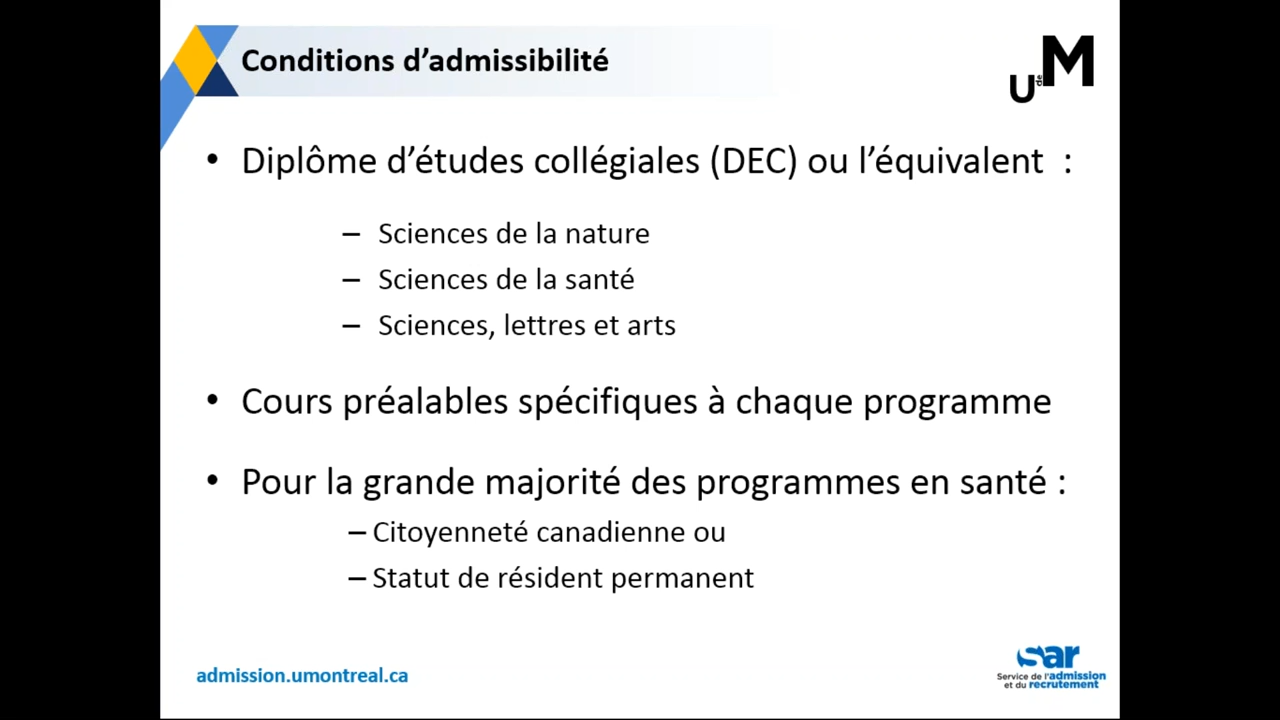 Conditions d’admissibilité
U de M
• Diplôme d’études collégiales (DEC) ou l’équivalent :
– Sciences de la nature
– Sciences de la santé
– Sciences, lettres et arts
• Cours préalables spécifiques à chaque programme
• Pour la grande majorité des programmes en santé :
– Citoyenneté canadienne ou
– Statut de résident permanent
admission.umontreal.ca
sar
Service de l'admission
et du recrutement